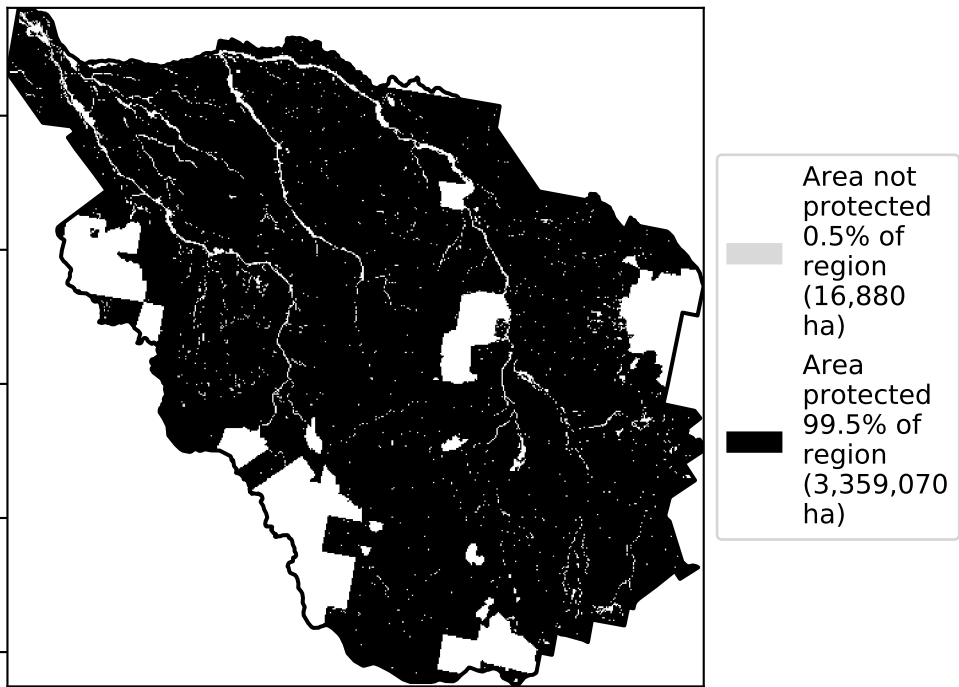 Area not
protected
0.5% of
region
(16,880
ha)
Area
protected
99.5% of
region
(3,359,070
ha)